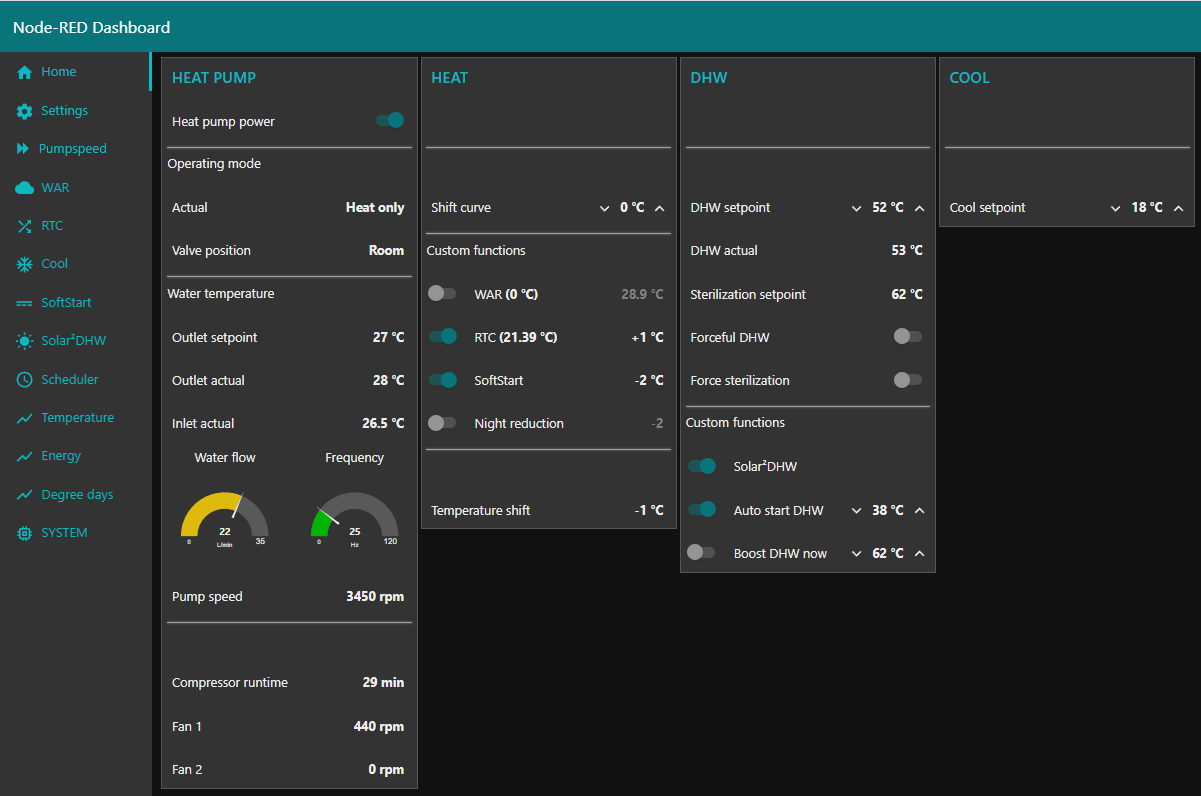 Node-RED Dashboard
Home
Settings
Pumpspeed
WAR
RTC
Cool
SoftStart
Solar²DHW
Scheduler
Temperature
Energy
Degree days
SYSTEM
HEAT PUMP
Heat pump power
Operating mode
Actual Heat only
Valve position Room
Water temperature
Outlet setpoint 27 °C
Outlet actual 28 °C
Inlet actual 26.5 °C
Water flow Frequency
22 25
0 L/min 35 0 Hz 120
Pump speed 3450 rpm
Compressor runtime 29 min
Fan 1 440 rpm
Fan 2 0 rpm
HEAT
Shift curve 0 °C
Custom functions
WAR (0 °C) 28.9 °C
RTC (21.39 °C) +1 °C
SoftStart -2 °C
Night reduction -2
Temperature shift -1 °C
DHW
DHW setpoint 52 °C
DHW actual 53 °C
Sterilization setpoint 62 °C
Forceful DHW
Force sterilization
Custom functions
Solar²DHW
Auto start DHW 38 °C
Boost DHW now 62 °C
COOL
Cool setpoint 18 °C